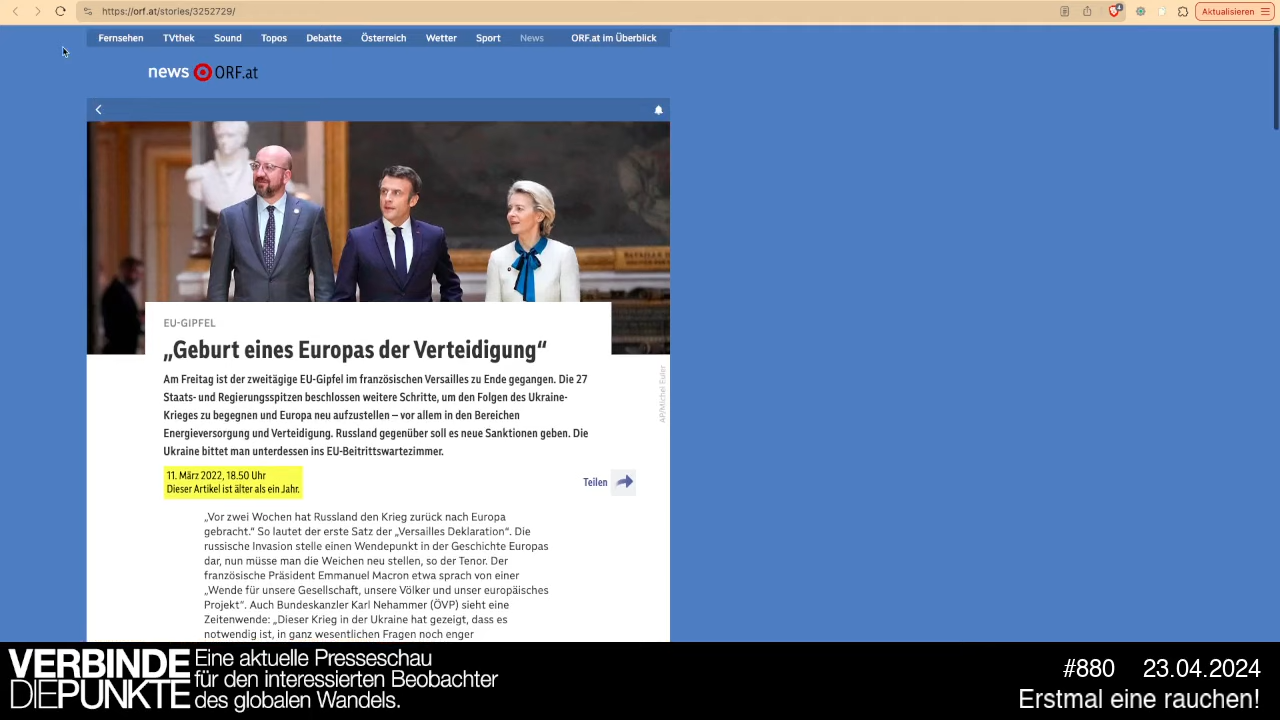 https://orf.at/stories/3252729/
4
Aktualisieren
Fernsehen TVthek Sound Topos Debatte Österreich Wetter Sport News ORF.at im Überblick
news ORF.at
EU-GIPFEL
„Geburt eines Europas der Verteidigung“
Am Freitag ist der zweitägige EU-Gipfel im französischen Versailles zu Ende gegangen. Die 27
Staats- und Regierungsspitzen beschlossen weitere Schritte, um den Folgen des Ukraine-
Krieges zu begegnen und Europa neu aufzustellen – vor allem in den Bereichen
Energieversorgung und Verteidigung. Russland gegenüber soll es neue Sanktionen geben. Die
Ukraine bittet man unterdessen ins EU-Beitrittswartezimmer.
AP/Michel Euler
11. März 2022, 18.50 Uhr
Dieser Artikel ist älter als ein Jahr.
Teilen
„Vor zwei Wochen hat Russland den Krieg zurück nach Europa
gebracht.“ So lautet der erste Satz der „Versailles Deklaration“. Die
russische Invasion stelle einen Wendepunkt in der Geschichte Europas
dar, nun müsse man die Weichen neu stellen, so der Tenor. Der
französische Präsident Emmanuel Macron etwa sprach von einer
„Wende für unsere Gesellschaft, unsere Völker und unser europäisches
Projekt“. Auch Bundeskanzler Karl Nehammer (ÖVP) sieht eine
Zeitenwende: „Dieser Krieg in der Ukraine hat gezeigt, dass es
notwendig ist, in ganz wesentlichen Fragen noch enger
VERBINDE
DIEPUNKTE
Eine aktuelle Presseschau
für den interessierten Beobachter
des globalen Wandels.
#880 23.04.2024
Erstmal eine rauchen!